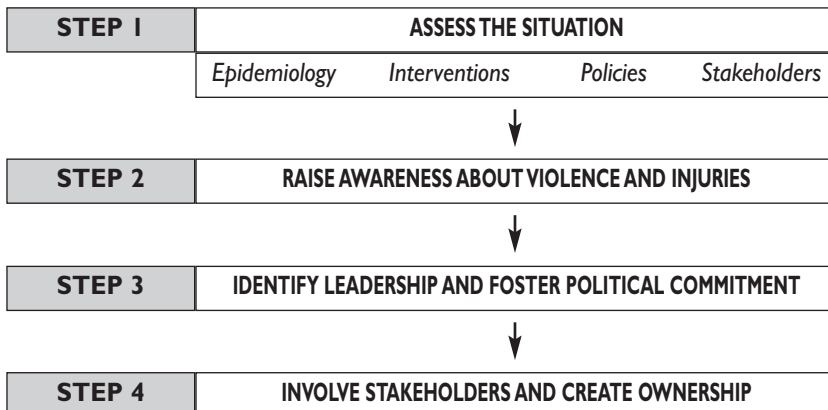 STEP 1 ASSESS THE SITUATION
Epidemiology Interventions Policies Stakeholders
STEP 2 RAISE AWARENESS ABOUT VIOLENCE AND INJURIES
STEP 3 IDENTIFY LEADERSHIP AND FOSTER POLITICAL COMMITMENT
STEP 4 INVOLVE STAKEHOLDERS AND CREATE OWNERSHIP